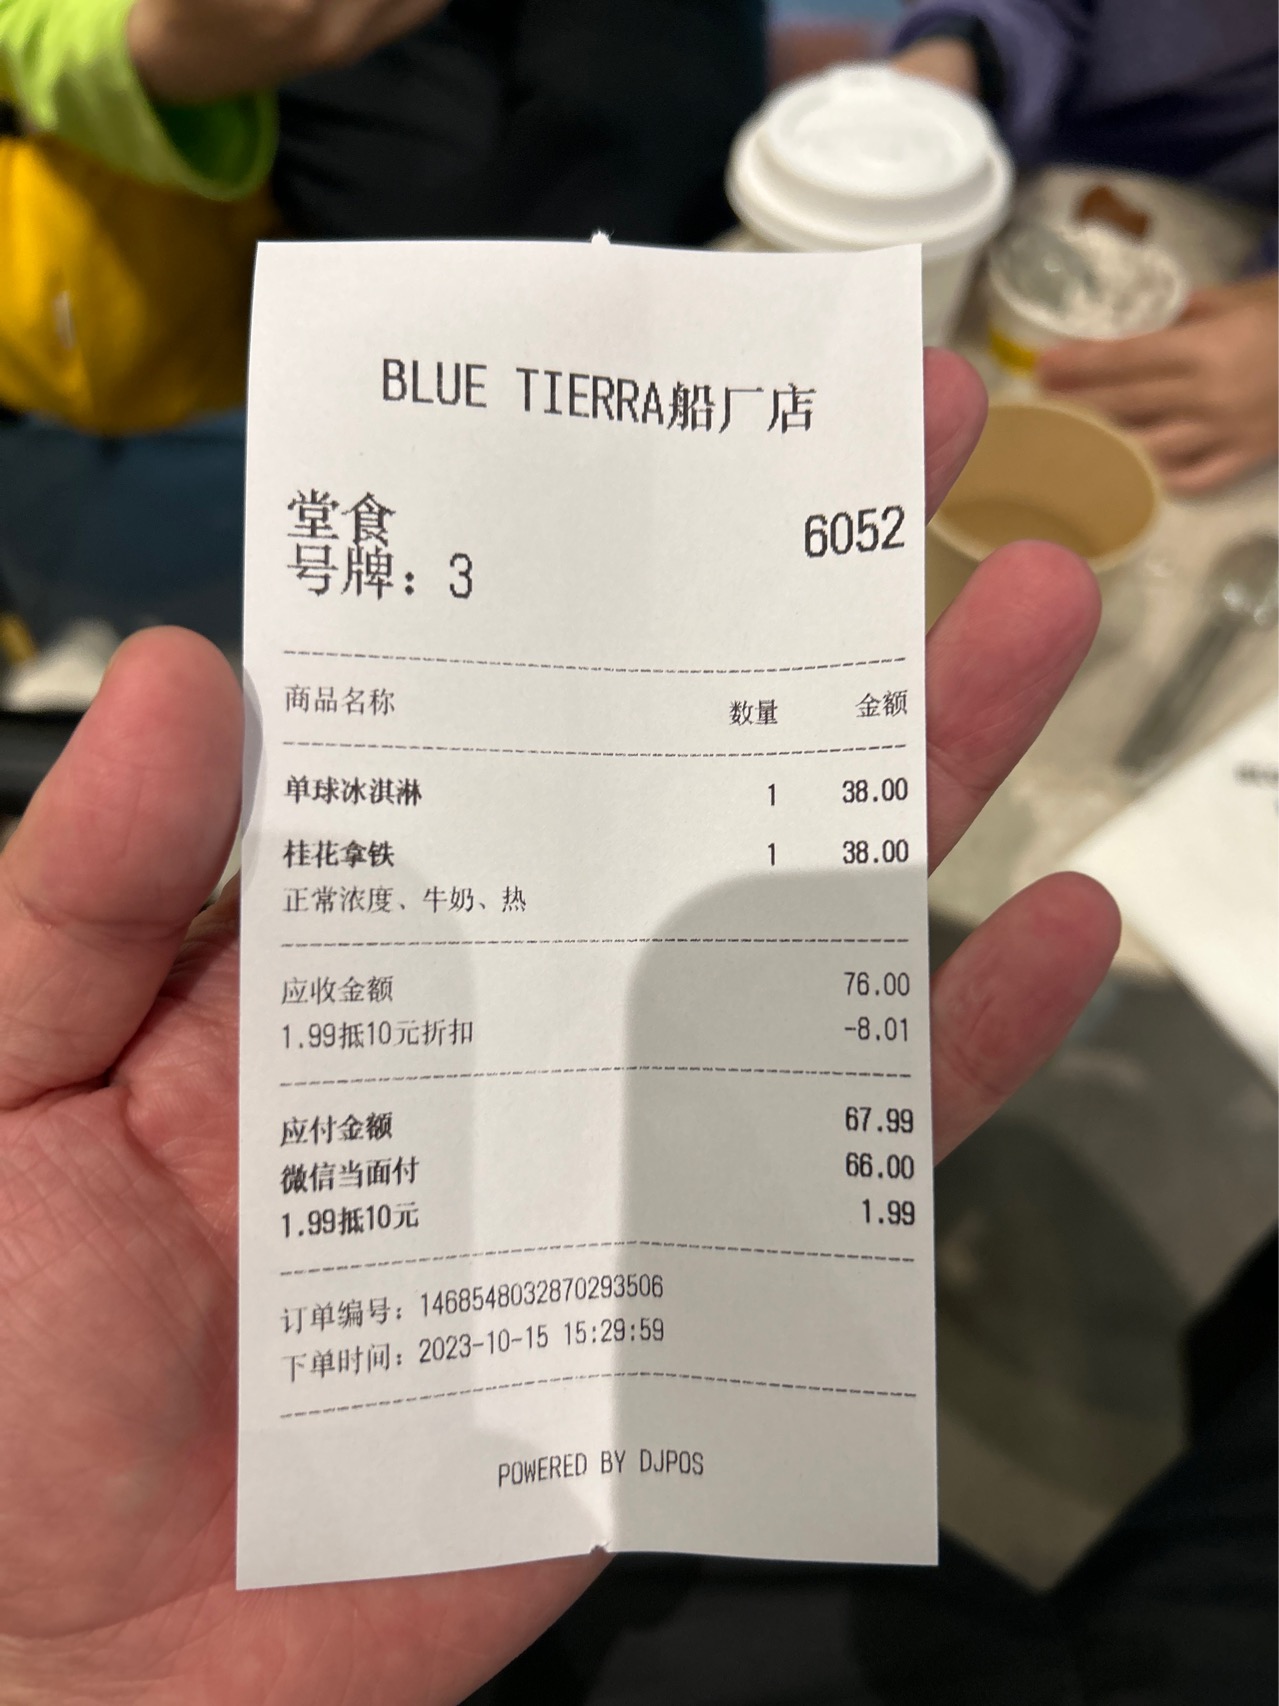 BLUE TIERRA船厂店
堂食 6052
号牌：3
商品名称 数量 金额
单球冰淇淋 1 38.00
桂花拿铁 1 38.00
正常浓度、牛奶、热
应收金额 76.00
1.99抵10元折扣 -8.01
应付金额 67.99
微信当面付 66.00
1.99抵10元 1.99
订单编号：1468548032870293506
下单时间：2023-10-15 15:29:59
POWERED BY DJPOS